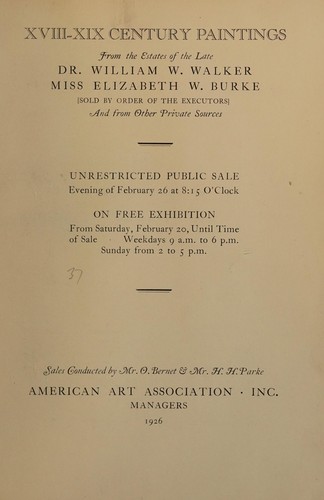 XVIII-XIX CENTURY PAINTINGS
From the Estates of the Late
DR. WILLIAM W. WALKER
MISS ELIZABETH W. BURKE
[SOLD BY ORDER OF THE EXECUTORS]
And from Other Private Sources
UNRESTRICTED PUBLIC SALE
Evening of February 26 at 8:15 O'Clock
ON FREE EXHIBITION
From Saturday, February 20, Until Time
of Sale Weekdays 9 a.m. to 6 p.m.
Sunday from 2 to 5 p.m.
37
Sales Conducted by Mr. O. Bernet & Mr. H. H. Parke
AMERICAN ART ASSOCIATION · INC.
MANAGERS
1926